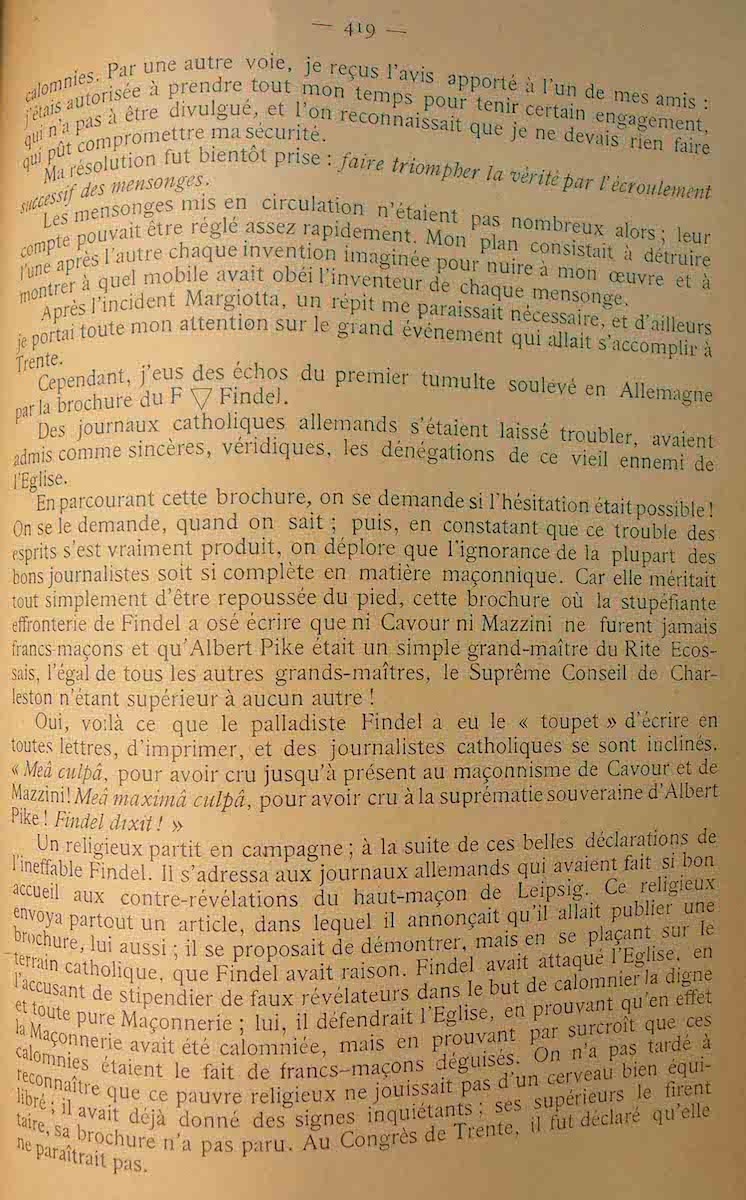 — 419 —
calomnies. Par une autre voie, je reçus l'avis apporté à l'un de mes amis :
j'étais autorisée à prendre tout mon temps pour tenir certain engagement,
qui n'a pas à être divulgué, et l'on reconnaissait que je ne devais rien faire
qui pût compromettre ma sécurité.
Ma résolution fut bientôt prise : faire triompher la vérité par l'écroulement
successif des mensonges.
Les mensonges mis en circulation n'étaient pas nombreux alors ; leur
compte pouvait être réglé assez rapidement. Mon plan consistait à détruire
l'une après l'autre chaque invention imaginée pour nuire à mon œuvre et à
montrer à quel mobile avait obéi l'inventeur de chaque mensonge.
Après l'incident Margiotta, un répit me paraissait nécessaire, et d'ailleurs
je portai toute mon attention sur le grand événement qui allait s'accomplir à
Trente.
Cependant, j'eus des échos du premier tumulte soulevé en Allemagne
par la brochure du F ▽ Findel.
Des journaux catholiques allemands s'étaient laissé troubler, avaient
admis comme sincères, véridiques, les dénégations de ce vieil ennemi de
l'Eglise.
En parcourant cette brochure, on se demande si l'hésitation était possible !
On se le demande, quand on sait ; puis, en constatant que ce trouble des
esprits s'est vraiment produit, on déplore que l'ignorance de la plupart des
bons journalistes soit si complète en matière maçonnique. Car elle méritait
tout simplement d'être repoussée du pied, cette brochure où la stupéfiante
effronterie de Findel a osé écrire que ni Cavour ni Mazzini ne furent jamais
francs-maçons et qu'Albert Pike était un simple grand-maître du Rite Ecos-
sais, l'égal de tous les autres grands-maîtres, le Suprême Conseil de Char-
leston n'étant supérieur à aucun autre !
Oui, voilà ce que le palladiste Findel a eu le « toupet » d'écrire en
toutes lettres, d'imprimer, et des journalistes catholiques se sont inclinés.
« Meâ culpâ, pour avoir cru jusqu'à présent au maçonnisme de Cavour et de
Mazzini ! Meâ maximâ culpâ, pour avoir cru à la suprématie souveraine d'Albert
Pike ! Findel dixit ! »
Un religieux partit en campagne ; à la suite de ces belles déclarations de
l'ineffable Findel. Il s'adressa aux journaux allemands qui avaient fait si bon
accueil aux contre-révélations du haut-maçon de Leipsig. Ce religieux
envoya partout un article, dans lequel il annonçait qu'il allait publier une
brochure, lui aussi ; il se proposait de démontrer, mais en se plaçant sur le
terrain catholique, que Findel avait raison. Findel avait attaqué l'Eglise, en
l'accusant de stipendier de faux révélateurs dans le but de calomnier la digne
et toute pure Maçonnerie ; lui, il défendrait l'Eglise, en prouvant qu'en effet
la Maçonnerie avait été calomniée, mais en prouvant par surcroît que ces
calomnies étaient le fait de francs-maçons déguisés. On n'a pas tardé à
reconnaître que ce pauvre religieux ne jouissait pas d'un cerveau bien équi-
libré ; il avait déjà donné des signes inquiétants ; ses supérieurs le firent
taire, sa brochure n'a pas paru. Au Congrès de Trente, il fut déclaré qu'elle
ne paraîtrait pas.